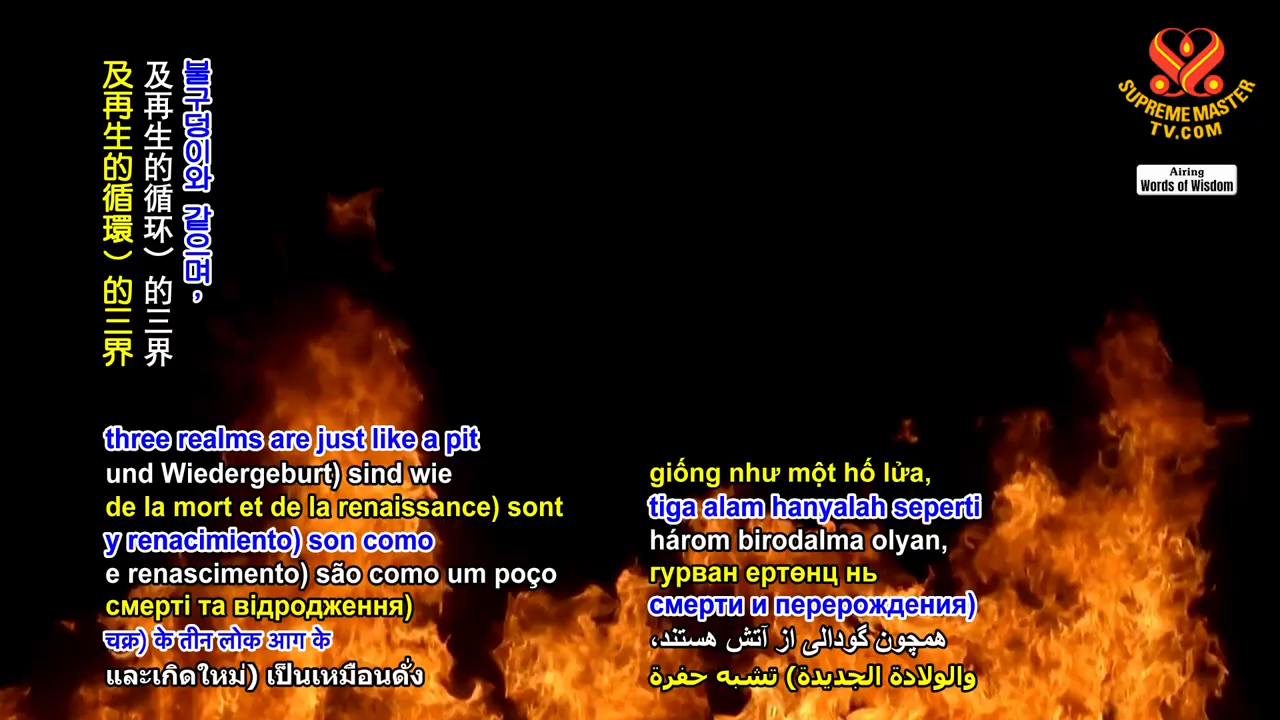 불구덩이와 같이며,
及再生的循环）的三界
及再生的循環）的三界
three realms are just like a pit
und Wiedergeburt) sind wie
de la mort et de la renaissance) sont
y renacimiento) son como
e renascimento) são como um poço
смерті та відродження)
चक्र) के तीन लोक आग के
และเกิดใหม่) เป็นเหมือนดั่ง
giống như một hố lửa,
tiga alam hanyalah seperti
három birodalma olyan,
гурван ертөнц нь
смерти и перерождения)
همچون گودالی از آتش هستند،
والولادة الجديدة) تشبه حفرة
SUPREME MASTER
TV.COM
Airing
Words of Wisdom